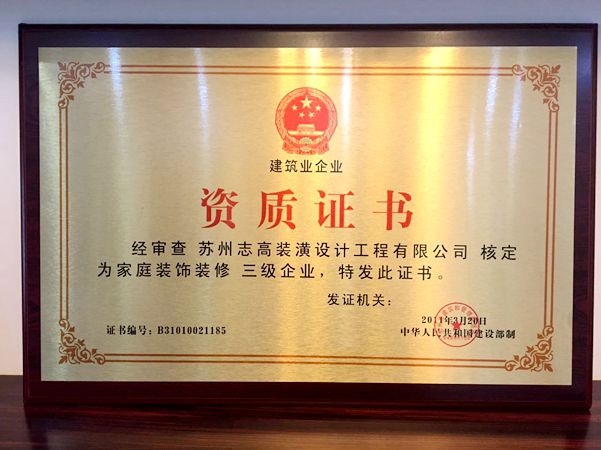 建筑业企业
资质证书
经审查 苏州志高装潢设计工程有限公司 核定
为家庭装饰装修 三级企业，特发此证书。
发证机关：
2011年3月20日
证书编号：B31010021185
中华人民共和国建设部制